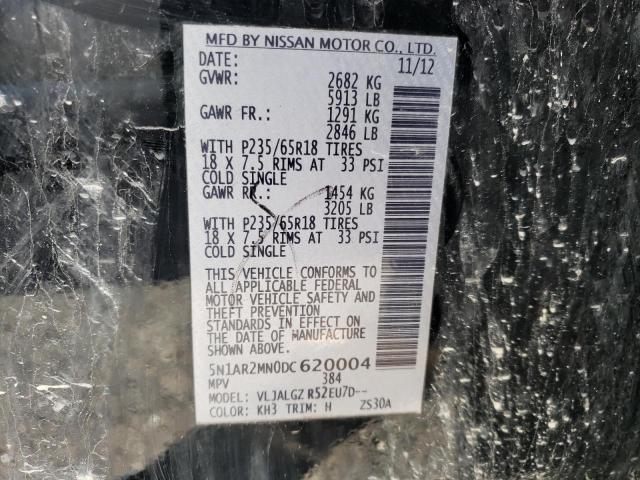 MFD BY NISSAN MOTOR CO., LTD.
DATE: 11/12
GVWR: 2682 KG
5913 LB
GAWR FR.: 1291 KG
2846 LB
WITH P235/65R18 TIRES
18 X 7.5 RIMS AT 33 PSI
COLD SINGLE
GAWR RR.: 1454 KG
3205 LB
WITH P235/65R18 TIRES
18 X 7.5 RIMS AT 33 PSI
COLD SINGLE
THIS VEHICLE CONFORMS TO
ALL APPLICABLE FEDERAL
MOTOR VEHICLE SAFETY AND
THEFT PREVENTION
STANDARDS IN EFFECT ON
THE DATE OF MANUFACTURE
SHOWN ABOVE.
5N1AR2MN0DC620004
MPV 384
MODEL: VLJALGZ R52EU7D--
COLOR: KH3 TRIM: H ZS30A